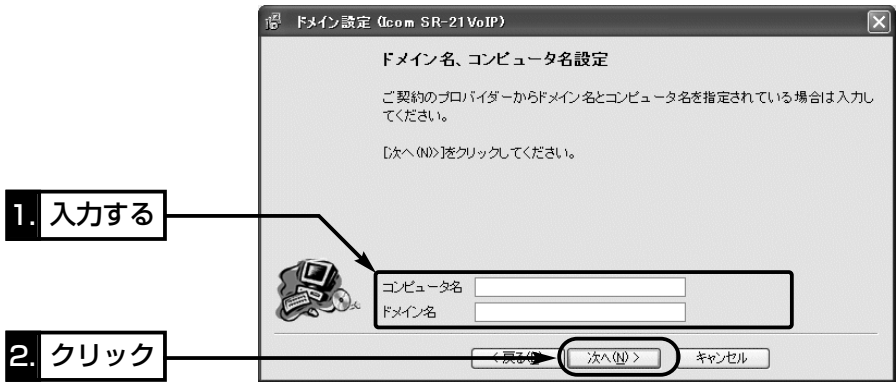 ドメイン設定 (Icom SR-21VoIP)
ドメイン名、コンピュータ名設定
ご契約のプロバイダーからドメイン名とコンピュータ名を指定されている場合は入力し
てください。
[次へ(N)>]をクリックしてください。
1. 入力する
コンピュータ名
ドメイン名
2. クリック
< 戻る(B)
次へ(N) >
キャンセル